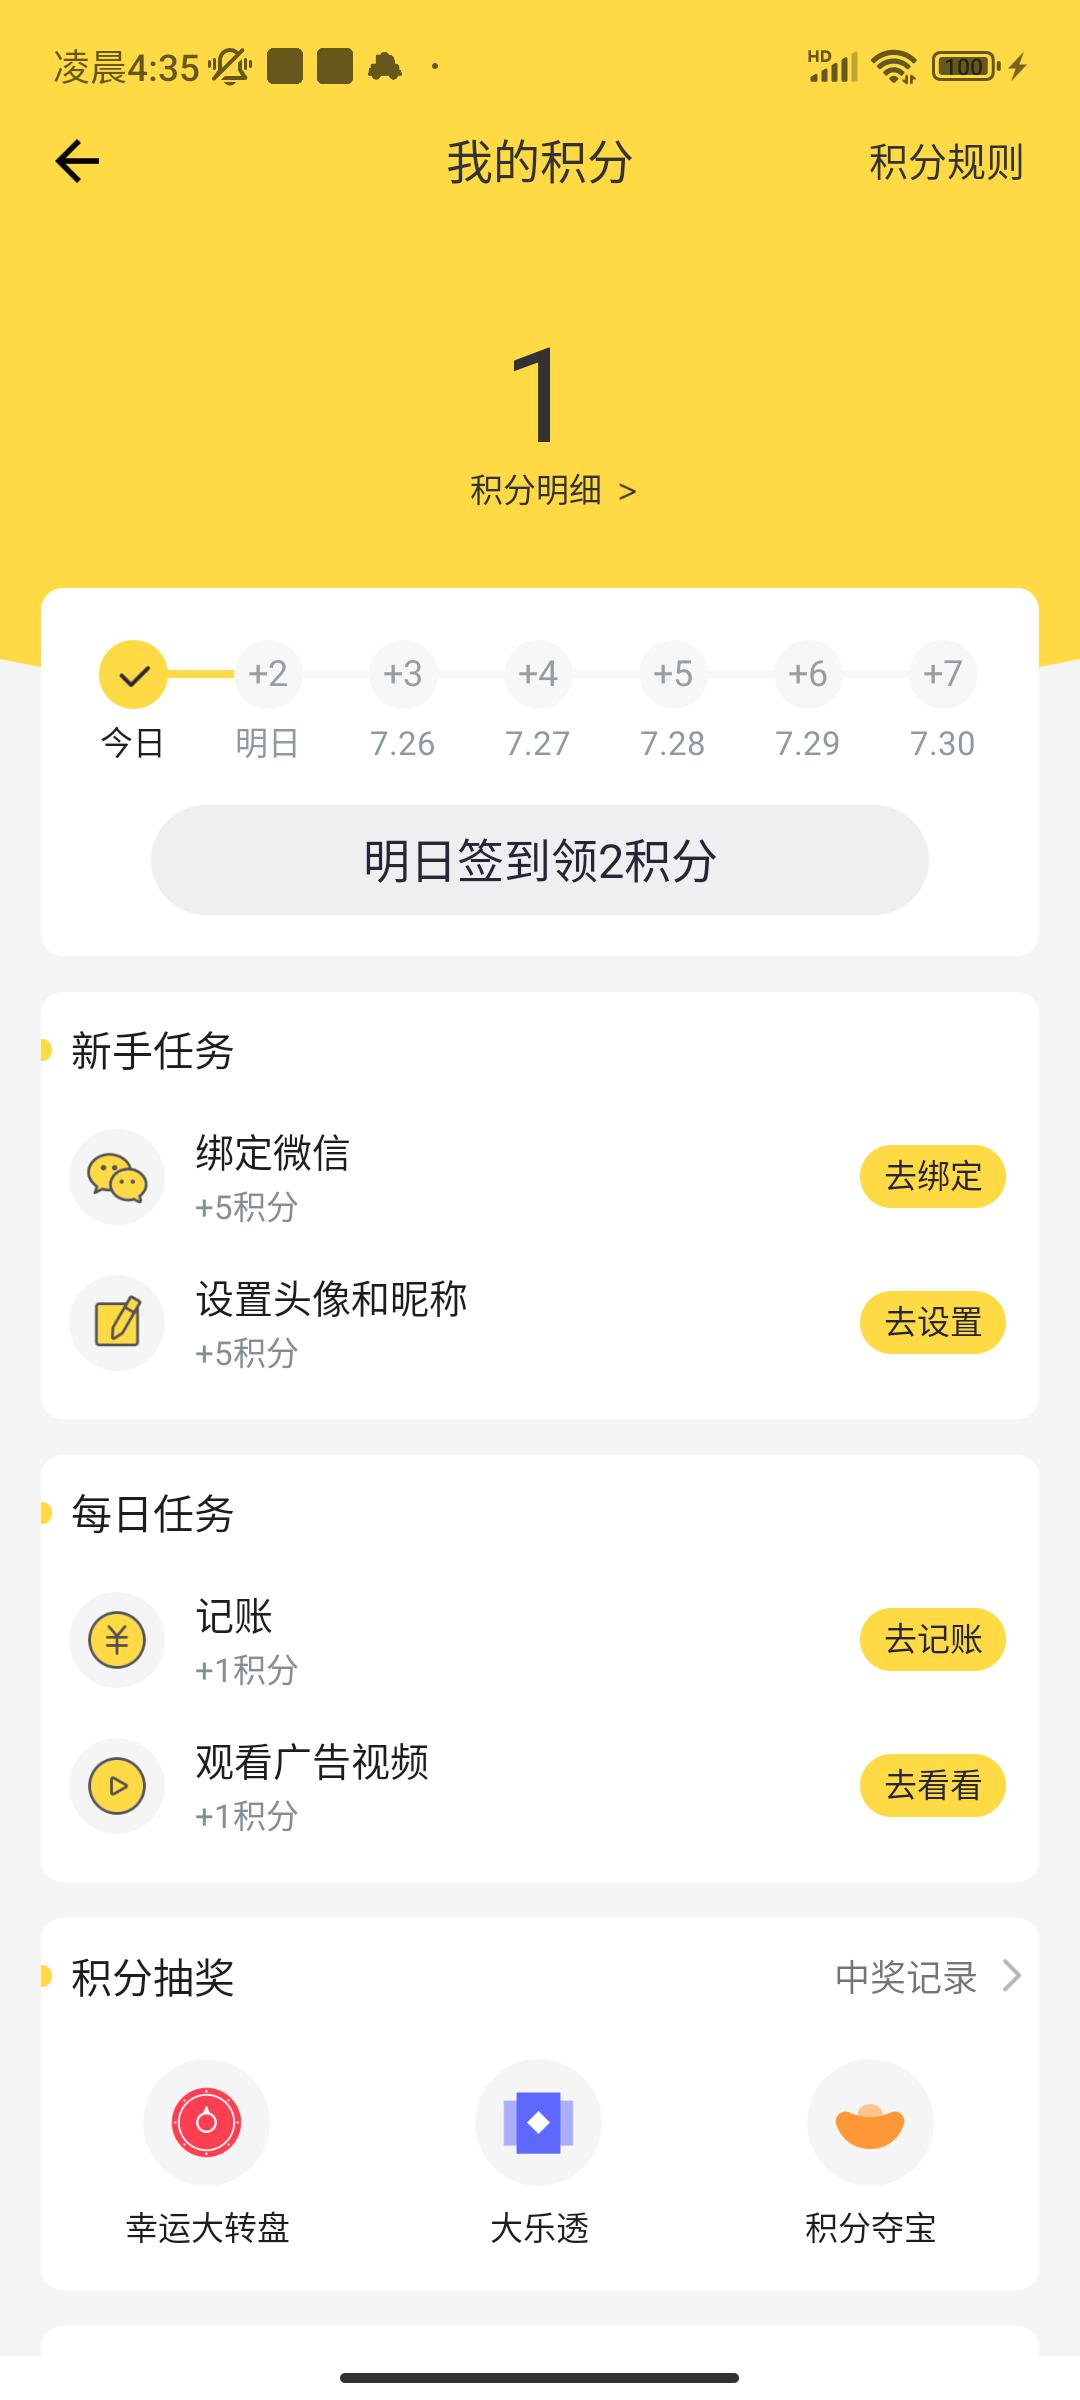 凌晨4:35
HD
100
我的积分
积分规则
1
积分明细 >
+2 +3 +4 +5 +6 +7
今日 明日 7.26 7.27 7.28 7.29 7.30
明日签到领2积分
新手任务
绑定微信
+5积分
去绑定
设置头像和昵称
+5积分
去设置
每日任务
记账
+1积分
去记账
观看广告视频
+1积分
去看看
积分抽奖
中奖记录
幸运大转盘 大乐透 积分夺宝